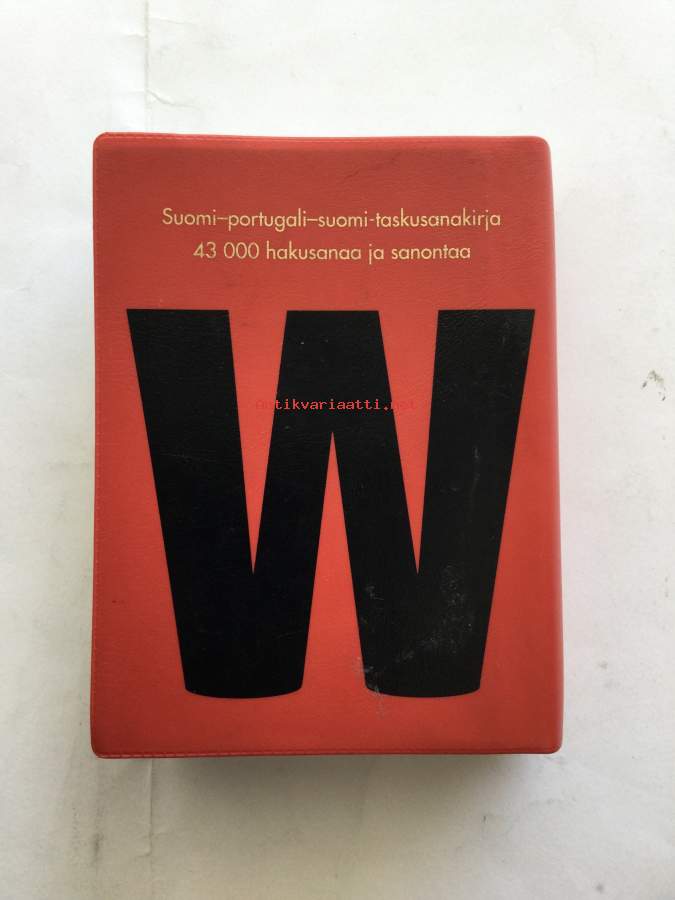 Suomi–portugali–suomi-taskusanakirja
43 000 hakusanaa ja sanontaa
W
Antikvariaatti.net